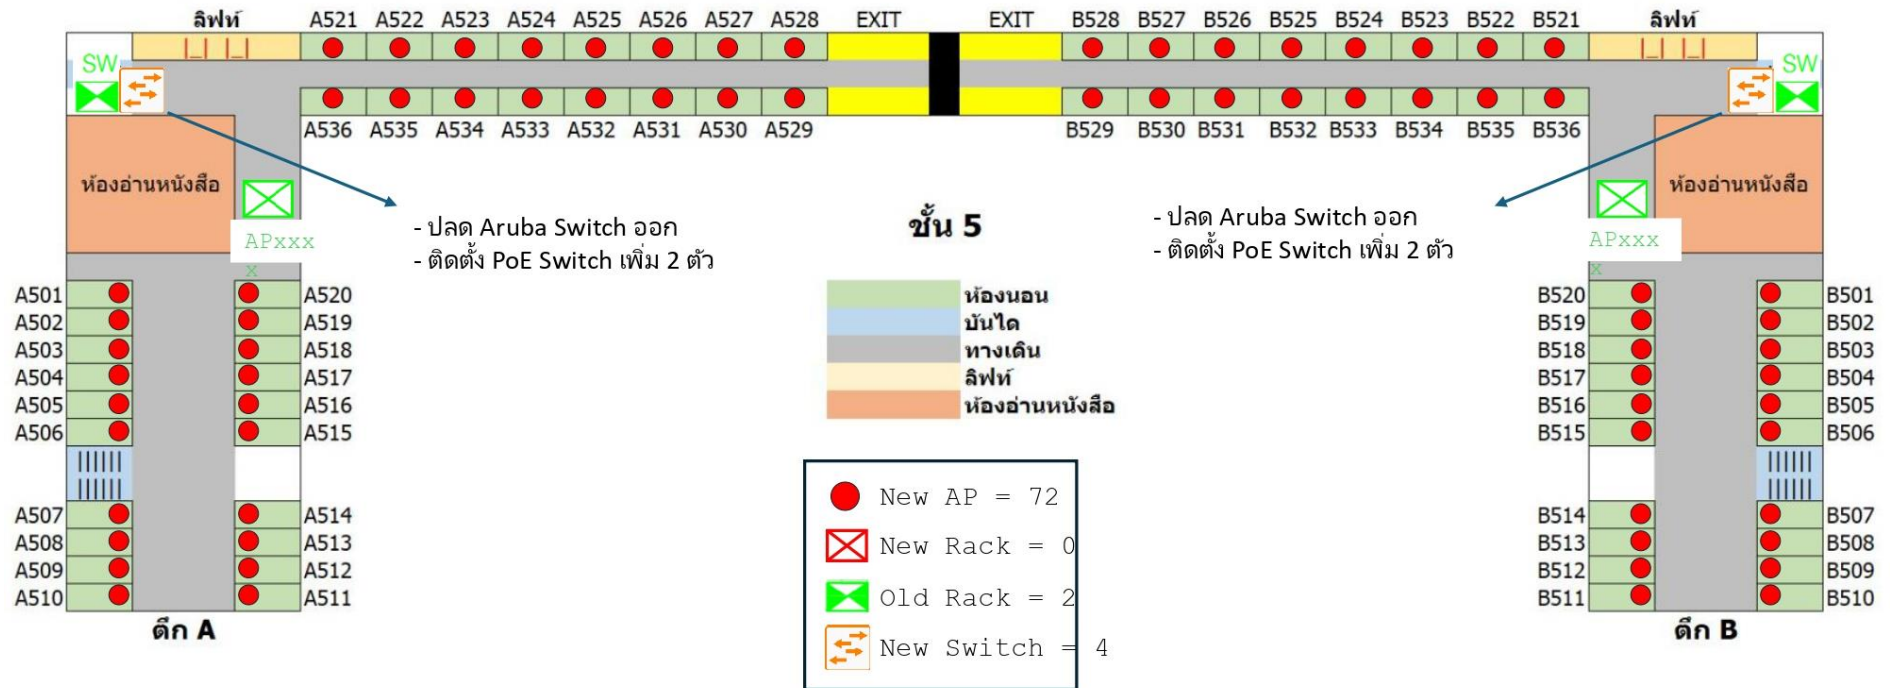 ลิฟท์ A521 A522 A523 A524 A525 A526 A527 A528 EXIT EXIT B528 B527 B526 B525 B524 B523 B522 B521 ลิฟท์
SW SW
A536 A535 A534 A533 A532 A531 A530 A529 B529 B530 B531 B532 B533 B534 B535 B536
ห้องอ่านหนังสือ ห้องอ่านหนังสือ
- ปลด Aruba Switch ออก
- ติดตั้ง PoE Switch เพิ่ม 2 ตัว
ชั้น 5
- ปลด Aruba Switch ออก
- ติดตั้ง PoE Switch เพิ่ม 2 ตัว
APxxx
x
APxxx
x
ห้องนอน
บันได
ทางเดิน
ลิฟท์
ห้องอ่านหนังสือ
A501 A520 B520 B501
A502 A519 B519 B502
A503 A518 B518 B503
A504 A517 B517 B504
A505 A516 B516 B505
A506 A515 B515 B506
A507 A514 B514 B507
A508 A513 B513 B508
A509 A512 B512 B509
A510 A511 B511 B510
ตึก A ตึก B
New AP = 72
New Rack = 0
Old Rack = 2
New Switch = 4